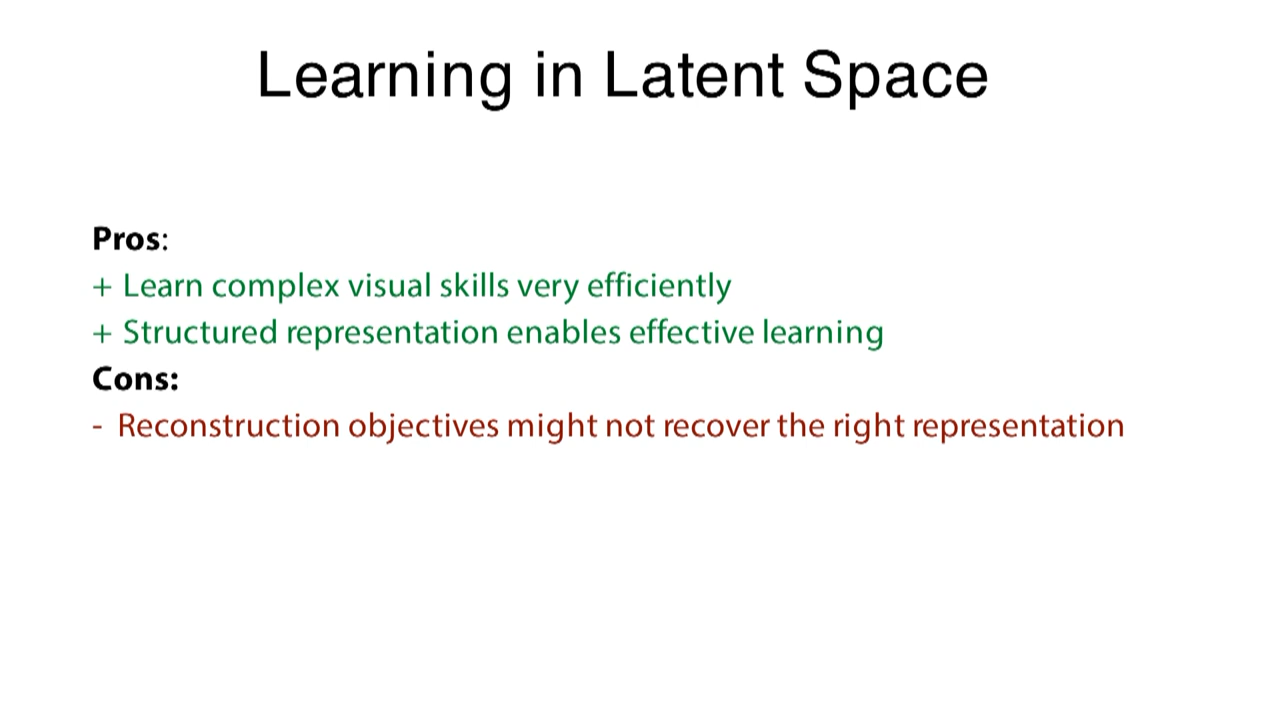 Learning in Latent Space
Pros:
+ Learn complex visual skills very efficiently
+ Structured representation enables effective learning
Cons:
- Reconstruction objectives might not recover the right representation